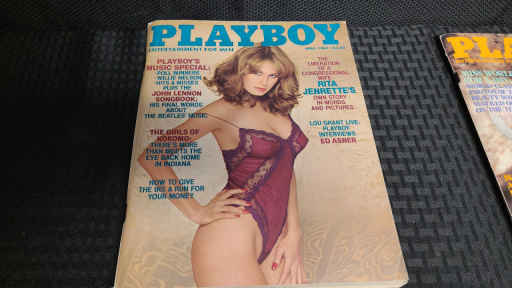 PLAYBOY
ENTERTAINMENT FOR MEN
PLAYBOY'S
MUSIC SPECIAL:
POLL WINNERS
WILLIE NELSON
HITS & MISSES
PLUS THE
JOHN LENNON
SONGBOOK:
HIS FINAL WORDS
ABOUT
THE BEATLES' MUSIC
THE GIRLS OF
KOKOMO:
THERE'S MORE
THAN MEETS THE
EYE BACK HOME
IN INDIANA
HOW TO GIVE
THE IRS A RUN FOR
YOUR MONEY
THE
LIBERATION
OF A
CONGRESSIONAL
WIFE
RITA
JENRETTE'S
OWN STORY
IN WORDS
AND PICTURES
LOU GRANT LIVE:
PLAYBOY
INTERVIEWS
ED ASNER